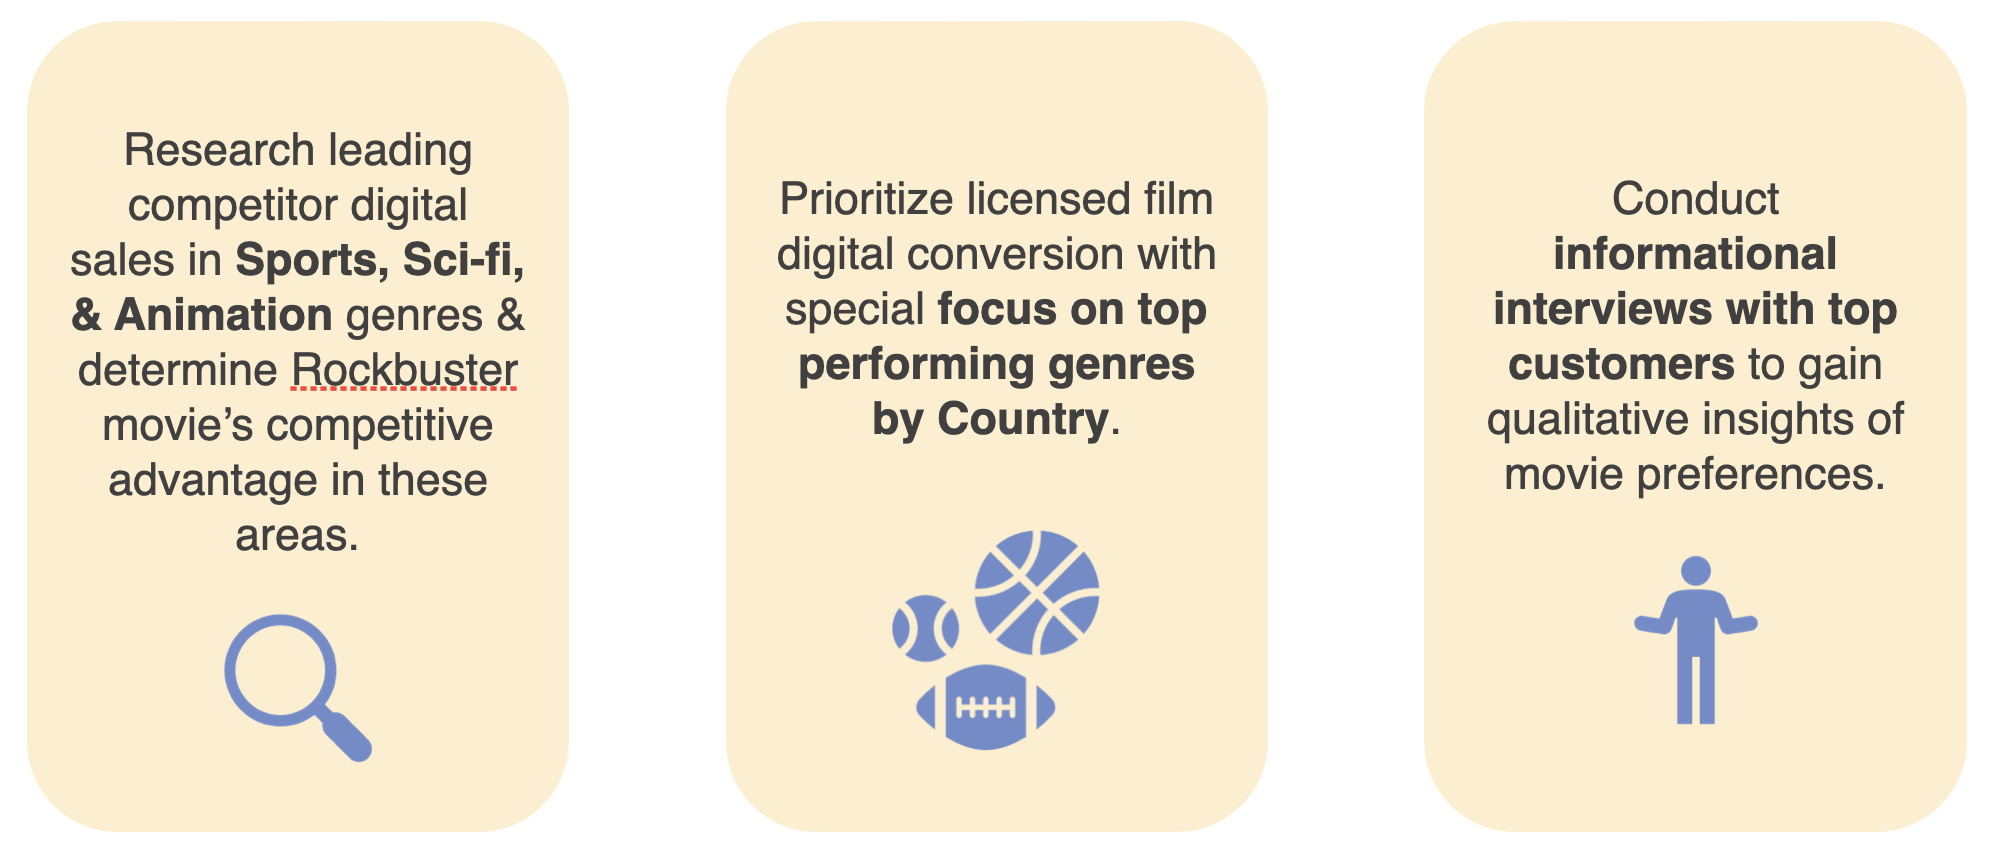 Research leading
competitor digital
sales in Sports, Sci-fi,
& Animation genres &
determine Rockbuster
movie’s competitive
advantage in these
areas.
Prioritize licensed film
digital conversion with
special focus on top
performing genres
by Country.
Conduct
informational
interviews with top
customers to gain
qualitative insights of
movie preferences.